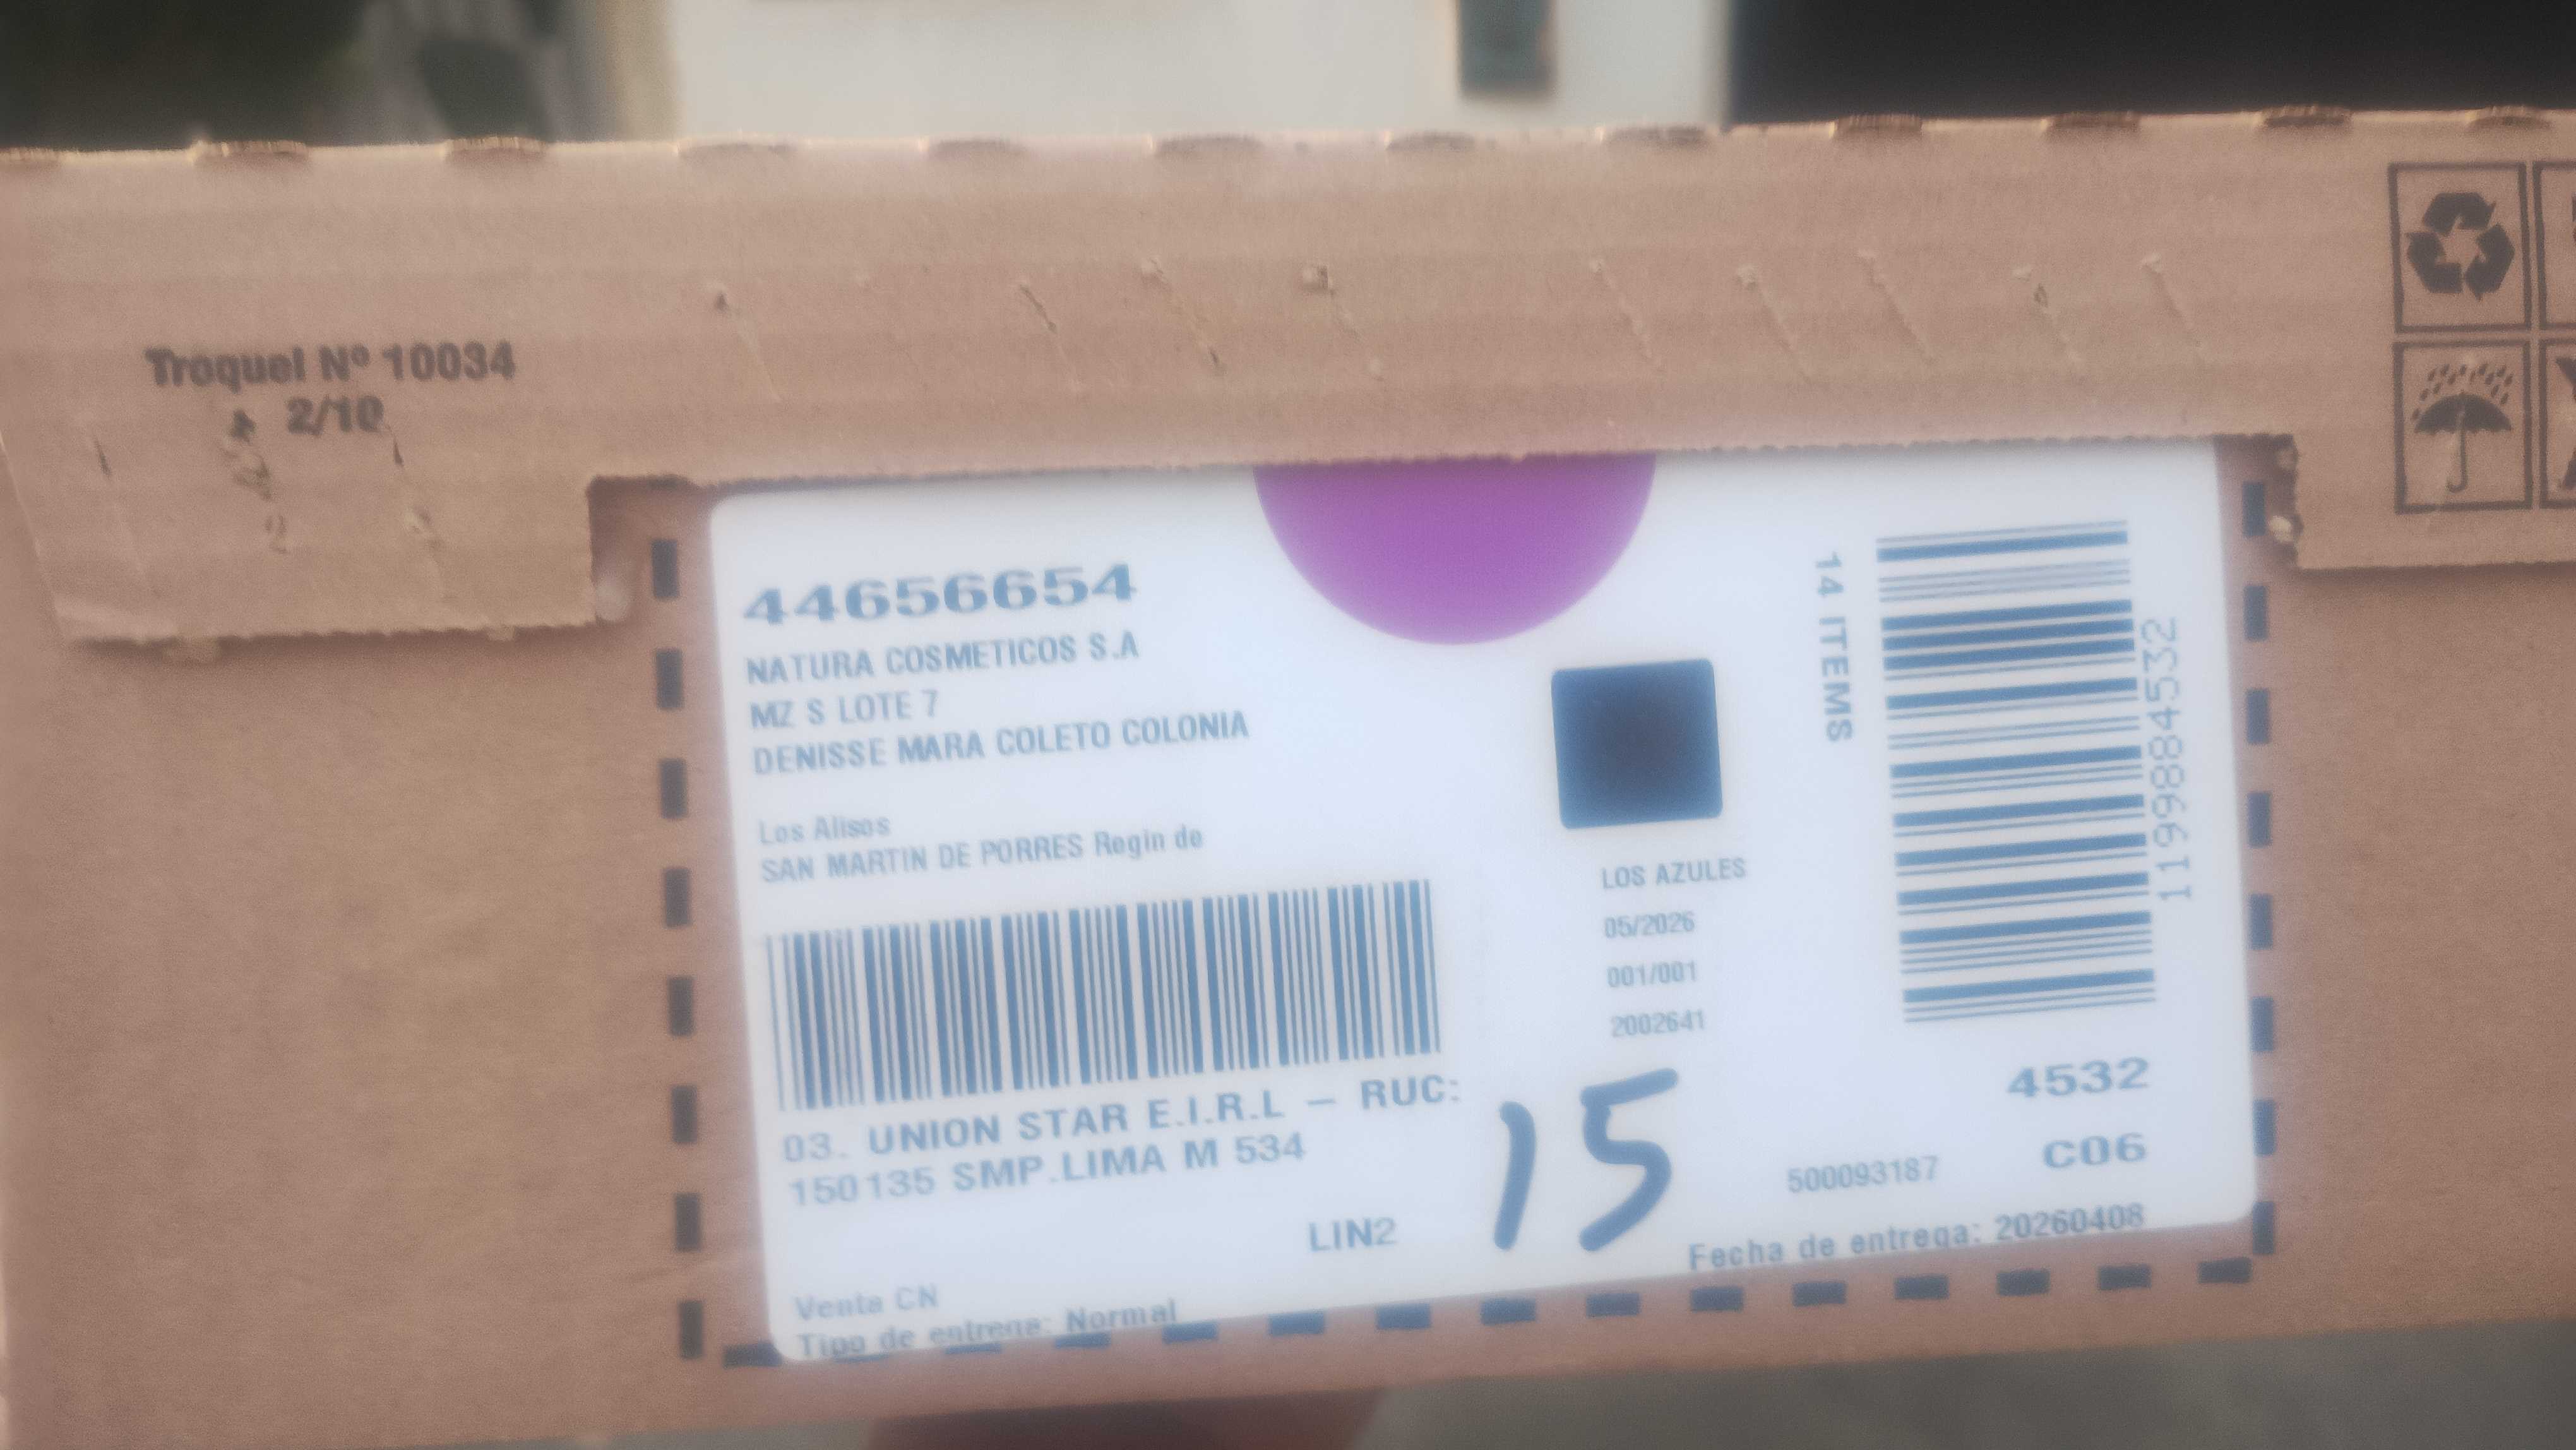 Troquel Nº 10034
2/10
44656654
NATURA COSMETICOS S.A
MZ S LOTE 7
DENISSE MARA COLETO COLONIA
Los Alisos
SAN MARTIN DE PORRES Regin de
03. UNION STAR E.I.R.L – RUC:
150135 SMP.LIMA M 534
LIN2
Venta CN
Tipo de entrega: Normal
LOS AZULES
05/2026
001/001
2002641
15
14 ITEMS
1199884532
4532
C06
500093187
Fecha de entrega: 20260408